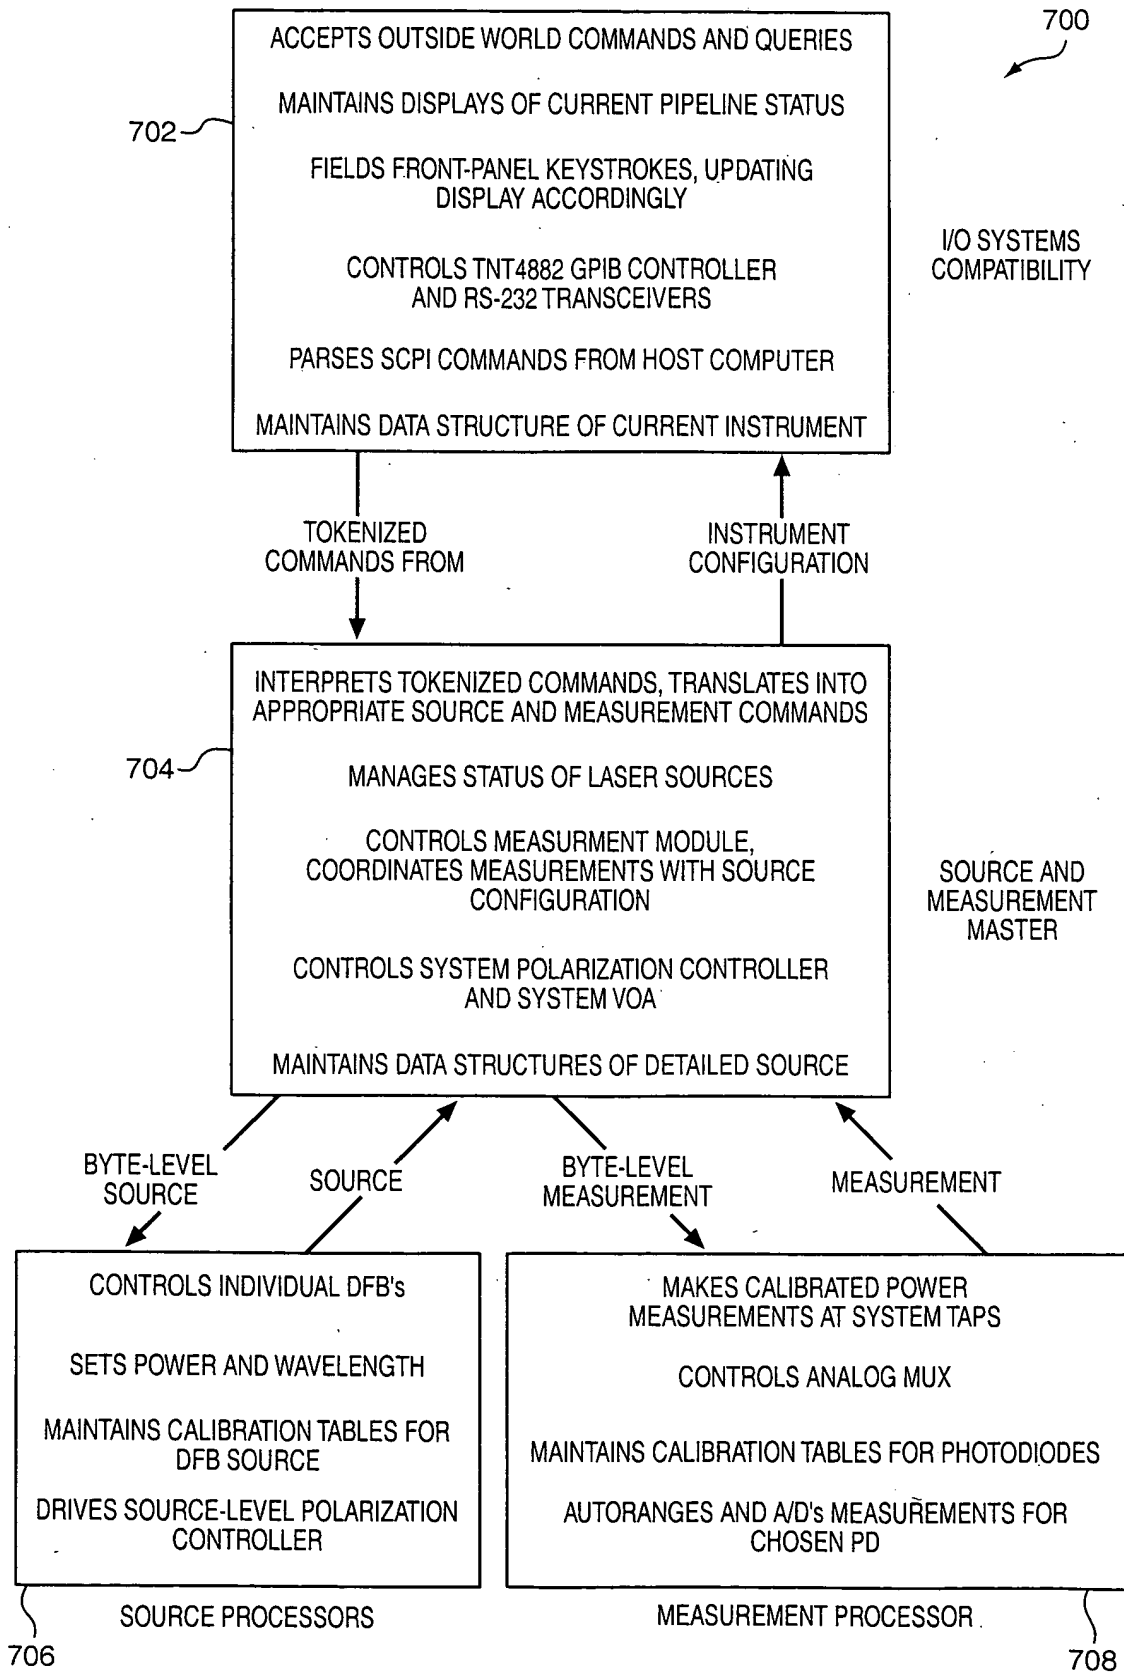 700
ACCEPTS OUTSIDE WORLD COMMANDS AND QUERIES
MAINTAINS DISPLAYS OF CURRENT PIPELINE STATUS
702
FIELDS FRONT-PANEL KEYSTROKES, UPDATING
DISPLAY ACCORDINGLY
CONTROLS TNT4882 GPIB CONTROLLER
AND RS-232 TRANSCEIVERS
PARSES SCPI COMMANDS FROM HOST COMPUTER
MAINTAINS DATA STRUCTURE OF CURRENT INSTRUMENT
I/O SYSTEMS
COMPATIBILITY
TOKENIZED
COMMANDS FROM
INSTRUMENT
CONFIGURATION
INTERPRETS TOKENIZED COMMANDS, TRANSLATES INTO
APPROPRIATE SOURCE AND MEASUREMENT COMMANDS
704
MANAGES STATUS OF LASER SOURCES
CONTROLS MEASURMENT MODULE,
COORDINATES MEASUREMENTS WITH SOURCE
CONFIGURATION
CONTROLS SYSTEM POLARIZATION CONTROLLER
AND SYSTEM VOA
MAINTAINS DATA STRUCTURES OF DETAILED SOURCE
SOURCE AND
MEASUREMENT
MASTER
BYTE-LEVEL
SOURCE
SOURCE
BYTE-LEVEL
MEASUREMENT
MEASUREMENT
CONTROLS INDIVIDUAL DFB's
SETS POWER AND WAVELENGTH
MAINTAINS CALIBRATION TABLES FOR
DFB SOURCE
DRIVES SOURCE-LEVEL POLARIZATION
CONTROLLER
SOURCE PROCESSORS
706
MAKES CALIBRATED POWER
MEASUREMENTS AT SYSTEM TAPS
CONTROLS ANALOG MUX
MAINTAINS CALIBRATION TABLES FOR PHOTODIODES
AUTORANGES AND A/D's MEASUREMENTS FOR
CHOSEN PD
MEASUREMENT PROCESSOR
708